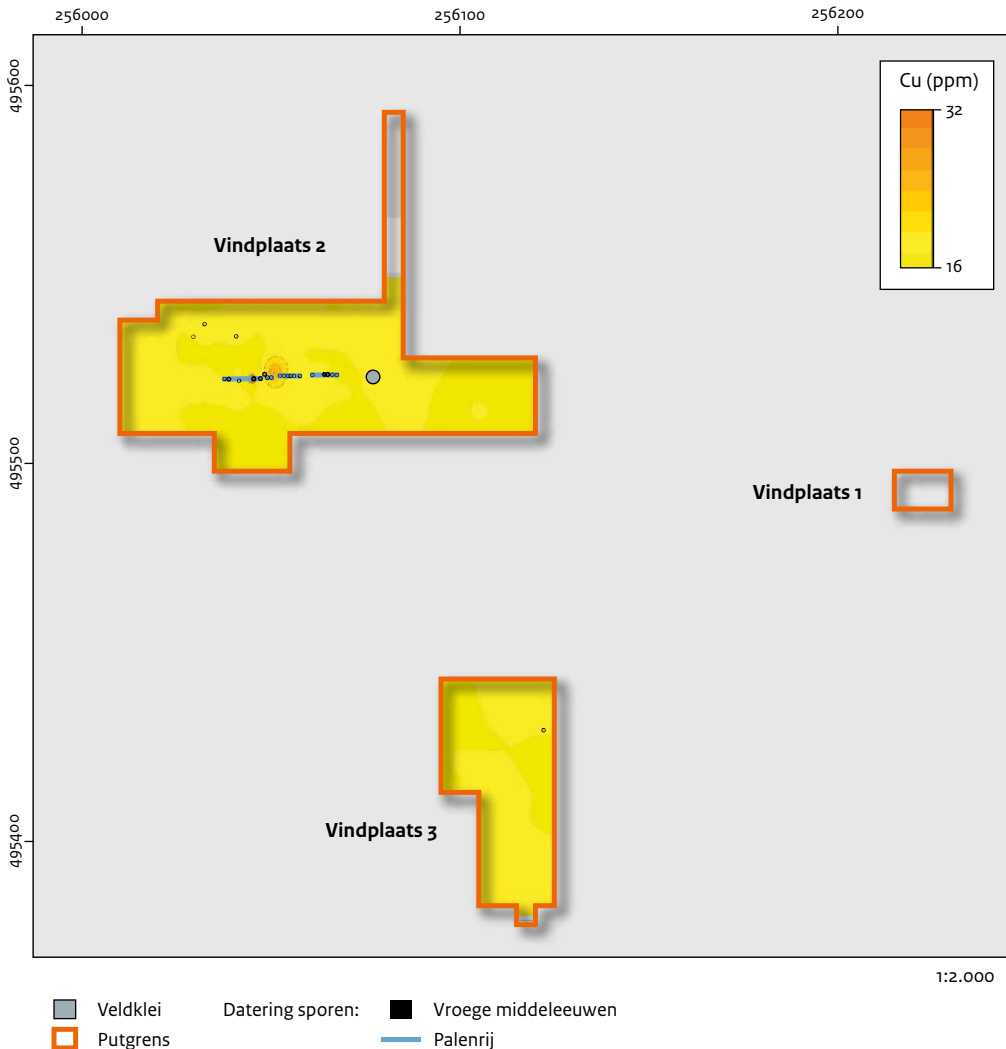 256000 256100 256200
495600
Cu (ppm)
32
16
Vindplaats 2
495500
Vindplaats 1
Vindplaats 3
495400
1:2.000
Veldklei Datering sporen: Vroege middeleeuwen
Putgrens Palenrij